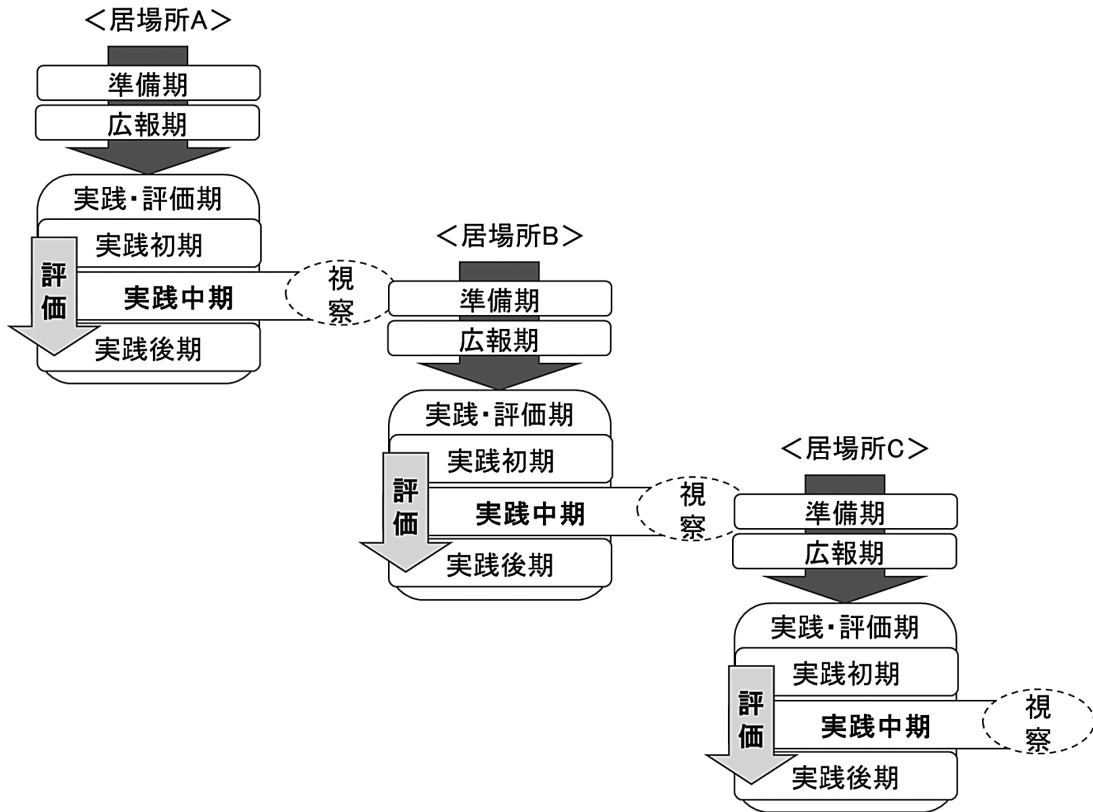 ＜居場所A＞
準備期
広報期
実践・評価期
実践初期
評価
実践中期
視察
実践後期
＜居場所B＞
準備期
広報期
実践・評価期
実践初期
評価
実践中期
視察
実践後期
＜居場所C＞
準備期
広報期
実践・評価期
実践初期
評価
実践中期
視察
実践後期